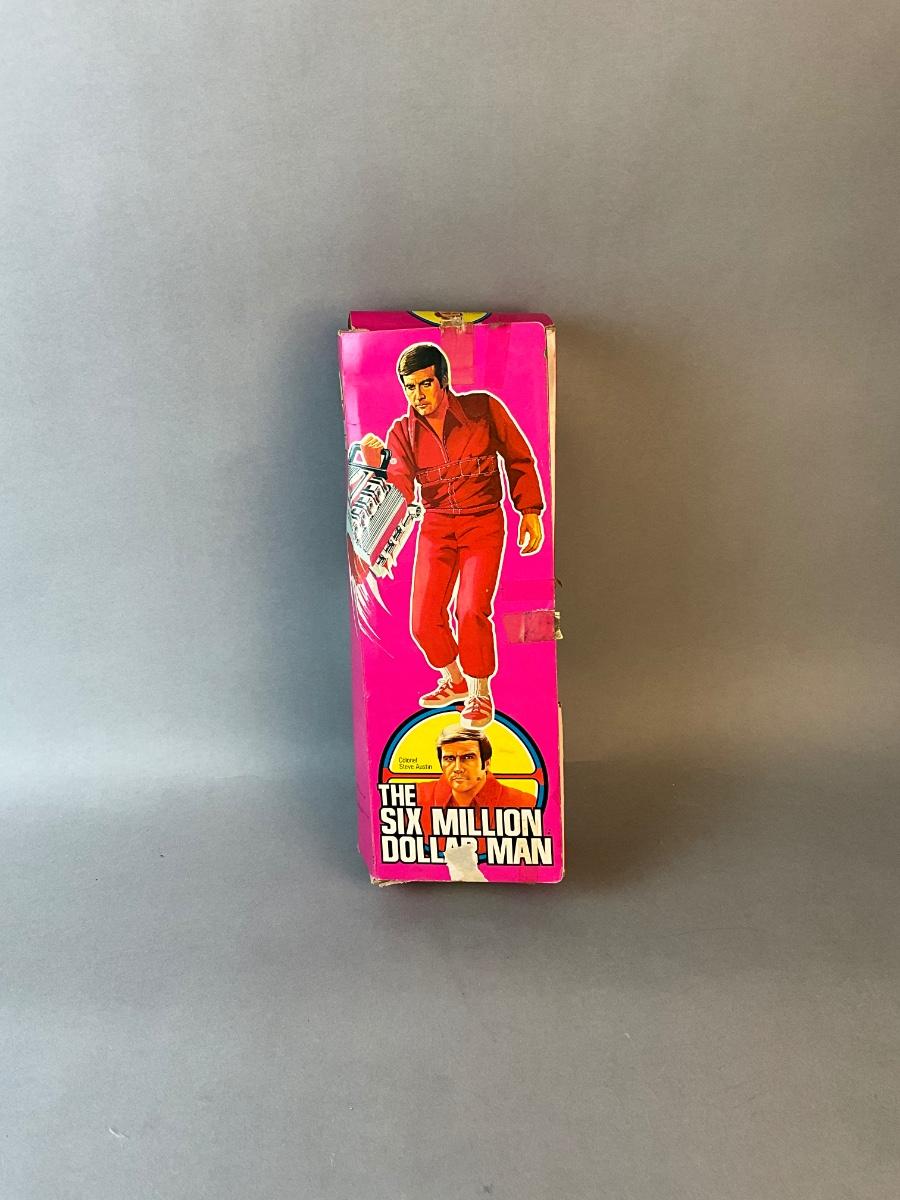 Colonel
Steve Austin
THE
SIX MILLION
DOLLAR MAN